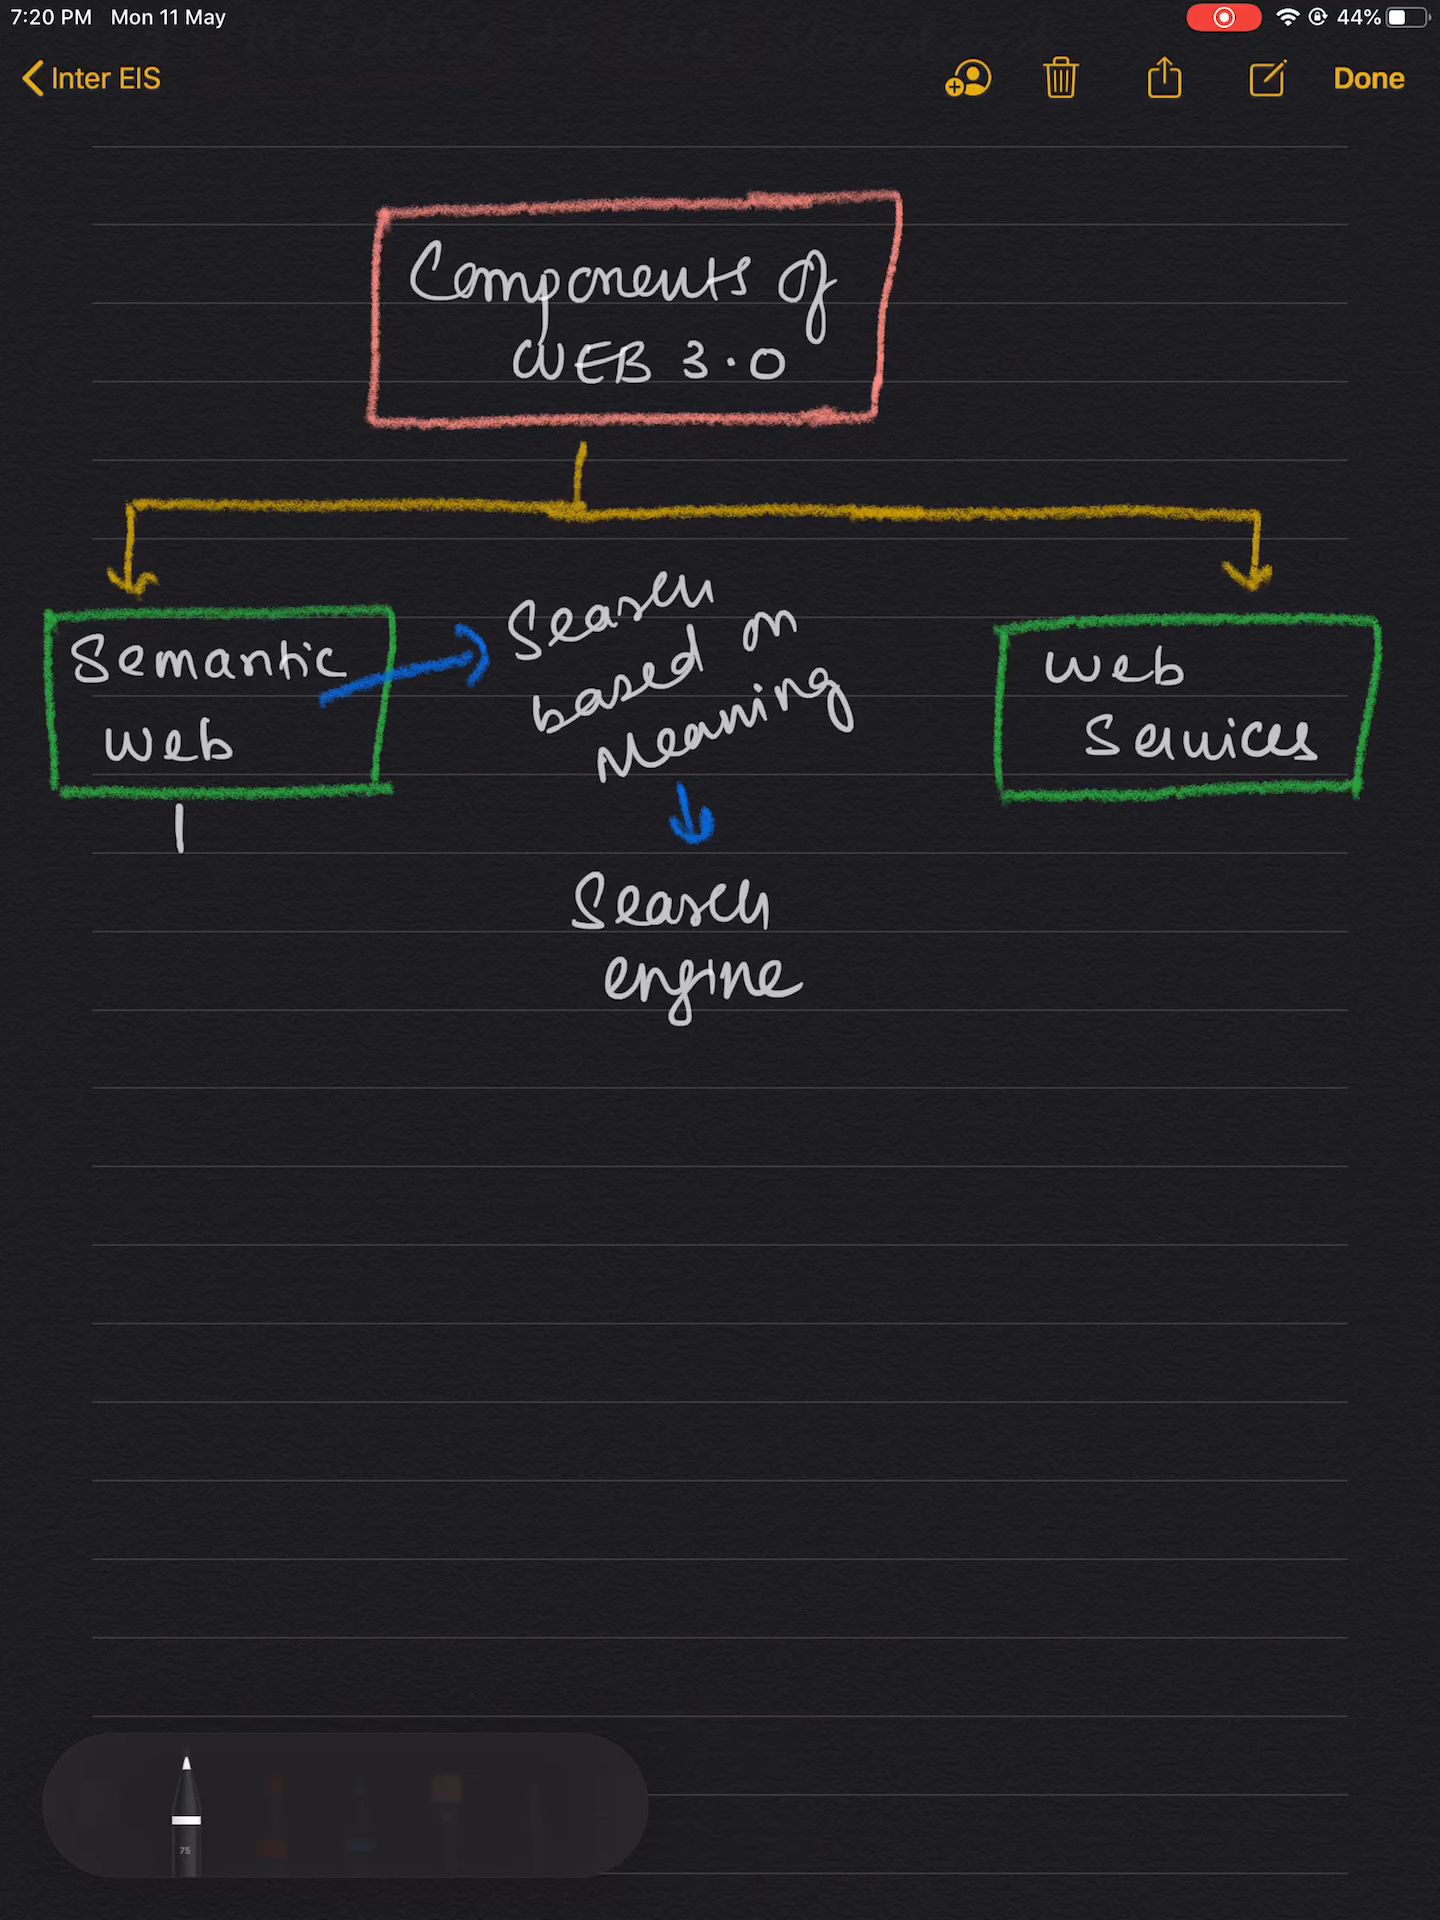 7:20 PM Mon 11 May
44%
Inter EIS
Done
Components of
WEB 3.0
Semantic
Web
Search
based on
Meaning
Web
Services
Search
engine
75